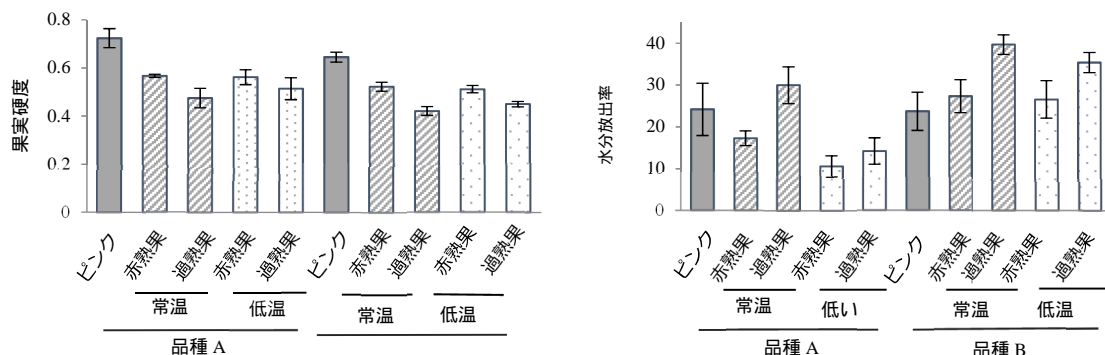 0.8
0.6
0.4
0.2
0
果実硬度
ピンク
赤熟果
過熟果
赤熟果
過熟果
ピンク
赤熟果
過熟果
赤熟果
過熟果
常温
低温
常温
低温
品種 A
40
30
20
10
0
水分放出率
ピンク
赤熟果
過熟果
赤熟果
過熟果
ピンク
赤熟果
過熟果
赤熟果
過熟果
常温
低い
常温
低温
品種 A
品種 B